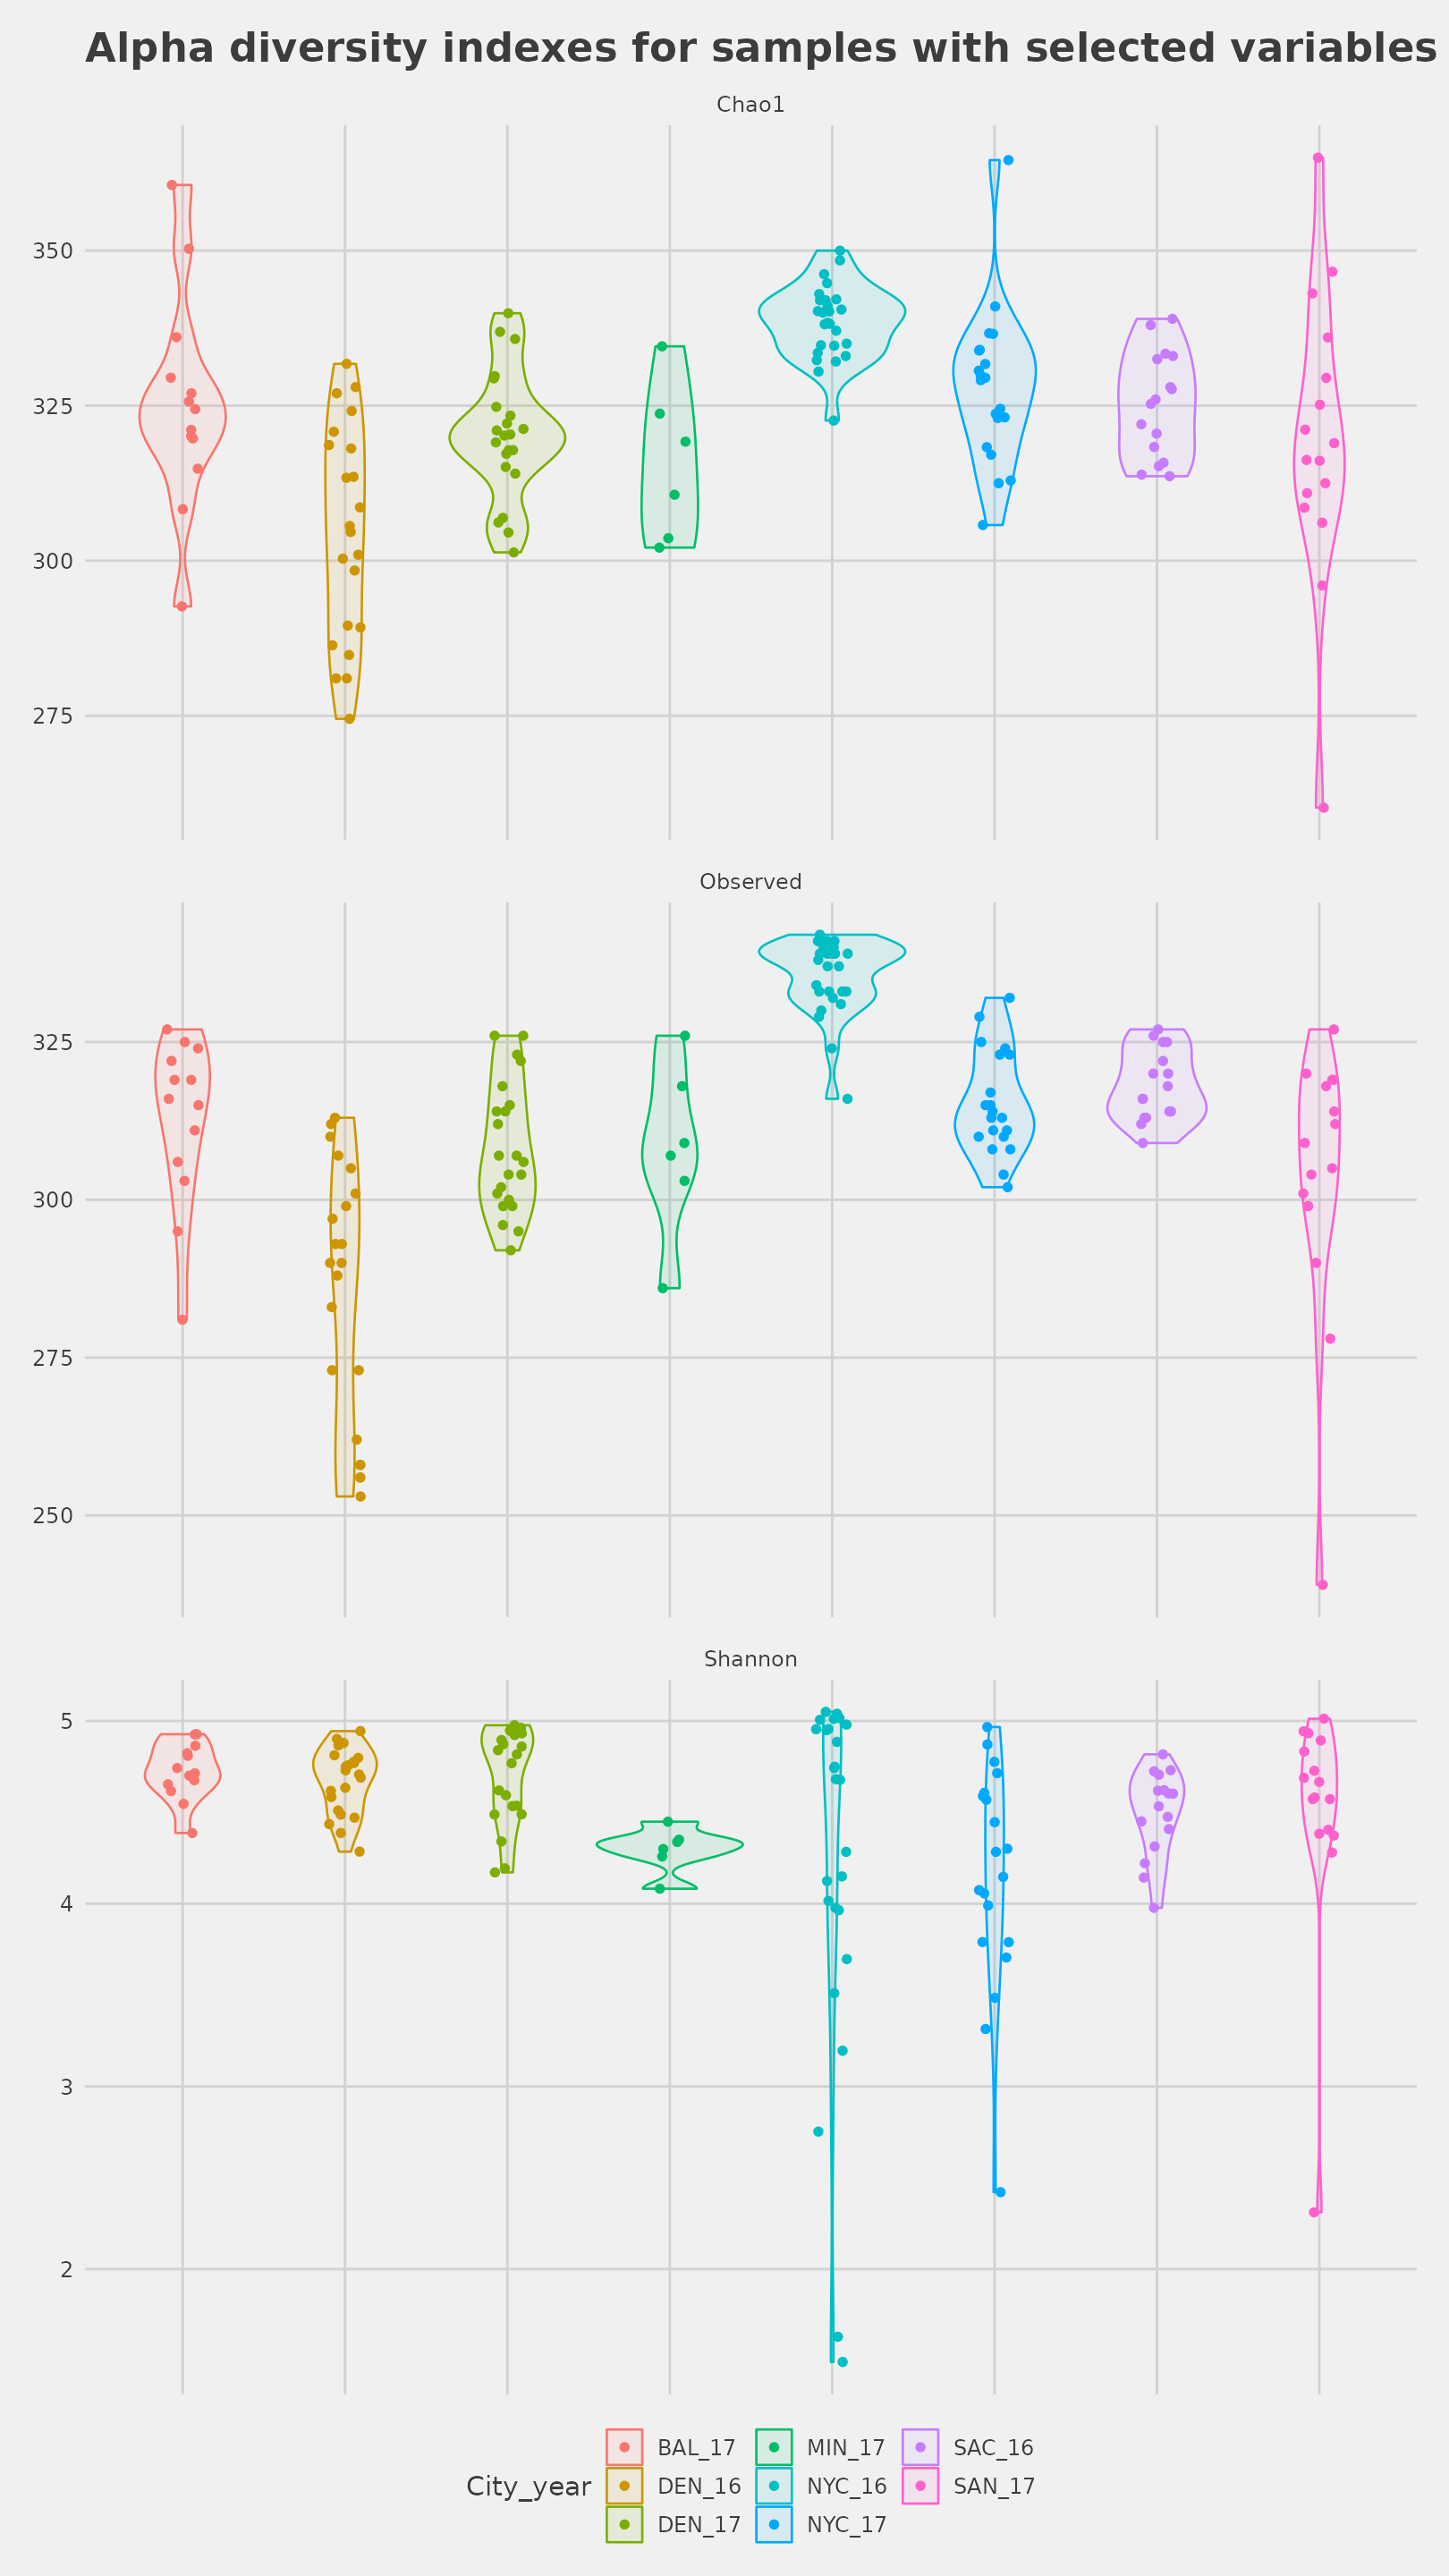 Alpha diversity indexes for samples with selected variables
Chao1
350
325
300
275
Observed
325
300
275
250
Shannon
5
4
3
2
City_year
BAL_17
DEN_16
DEN_17
MIN_17
NYC_16
NYC_17
SAC_16
SAN_17